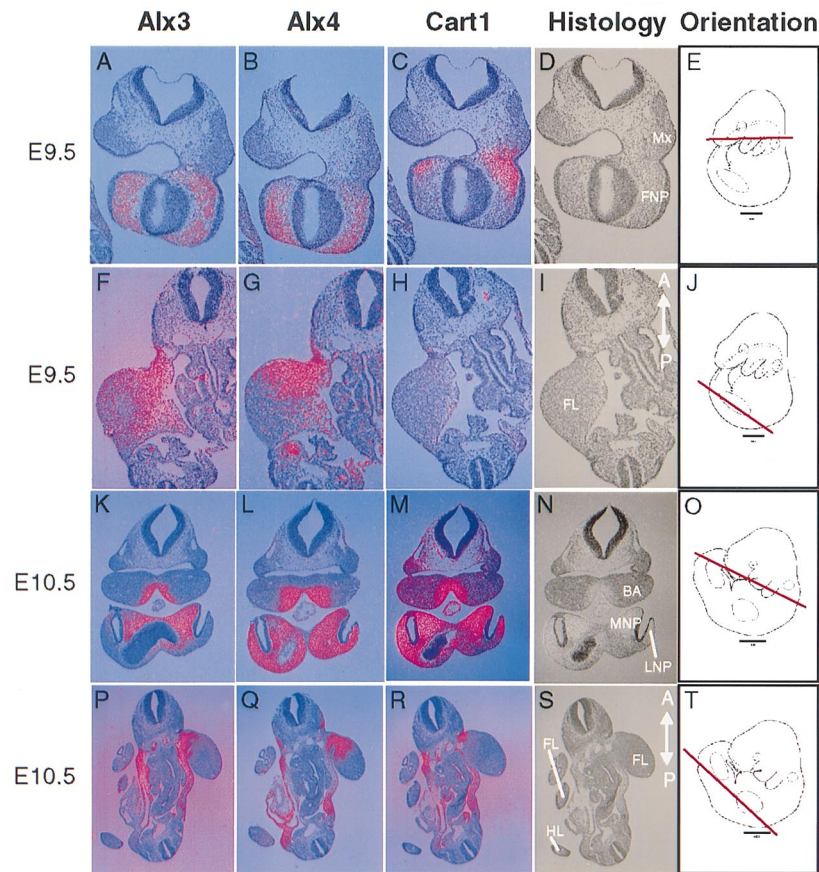 Alx3 Alx4 Cart1 Histology Orientation
E9.5
A B C D E
Mx
FNP
E9.5
F G H I J
A
P
FL
E10.5
K L M N O
BA
MNP
LNP
E10.5
P Q R S T
A
FL
FL
P
HL